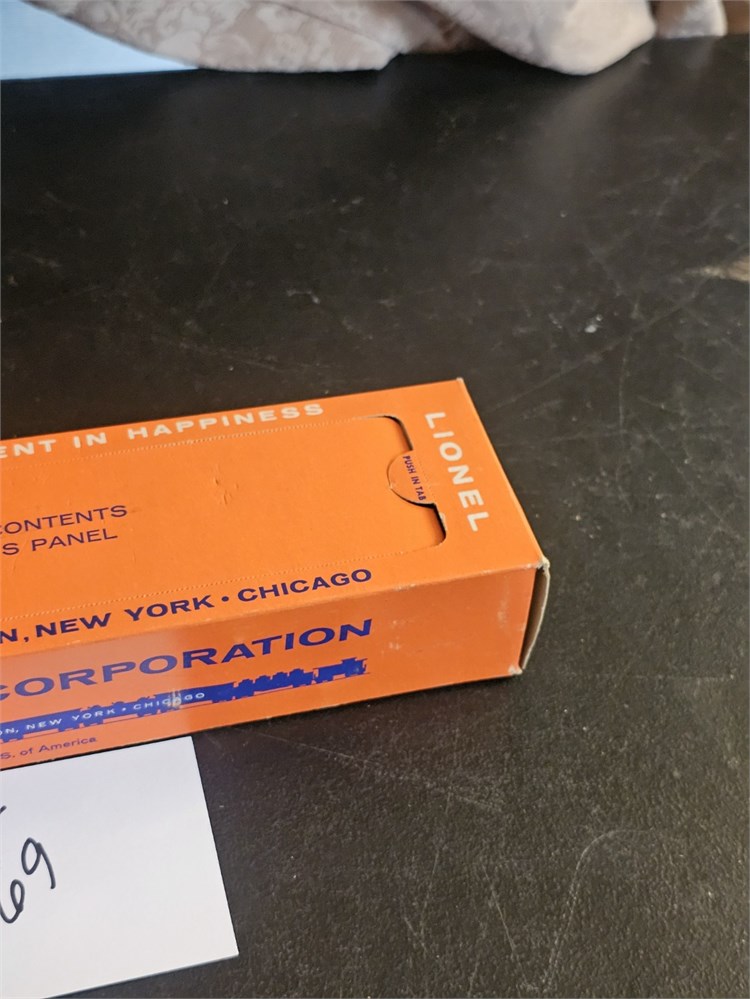 ENT IN HAPPINESS
LIONEL
PUSH IN TAB
CONTENTS
S PANEL
N, NEW YORK • CHICAGO
CORPORATION
ON, NEW YORK • CHICAGO
S. of America
69